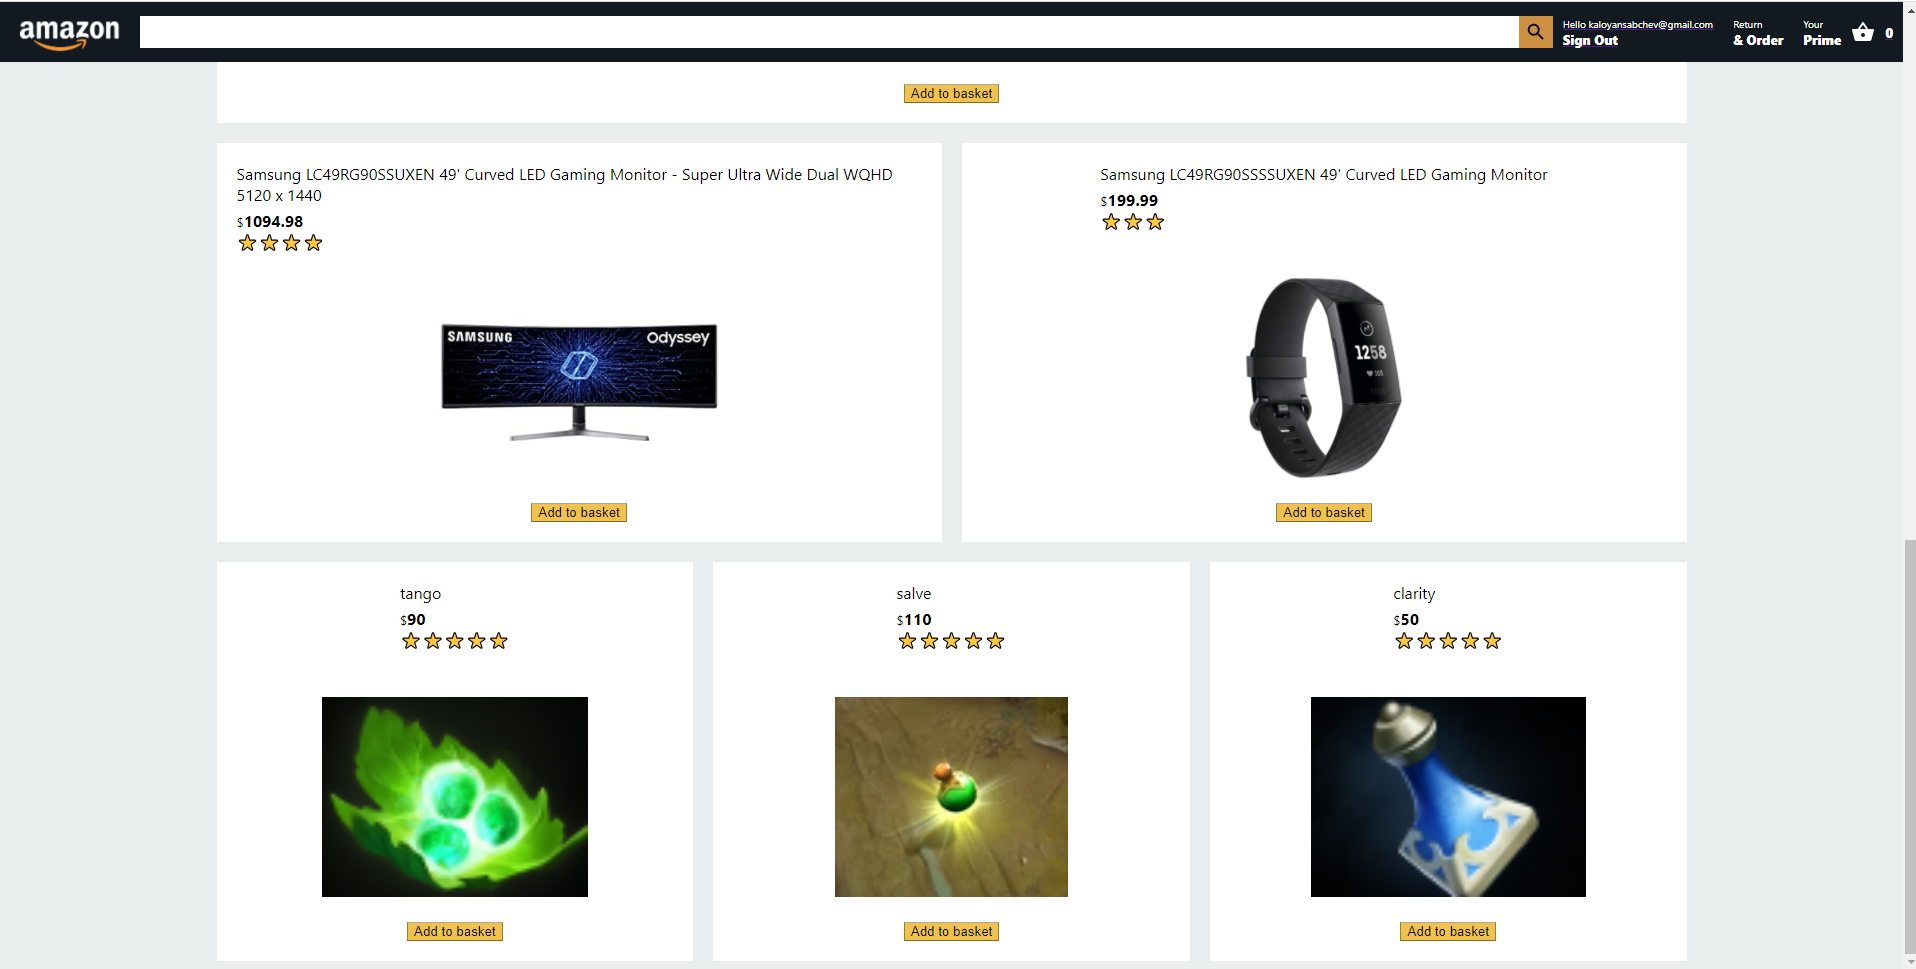 amazon
Hello kaloyansabchev@gmail.com
Sign Out
Return
& Order
Your
Prime
0
Add to basket
Samsung LC49RG90SSUXEN 49' Curved LED Gaming Monitor - Super Ultra Wide Dual WQHD
5120 x 1440
$1094.98
SAMSUNG
Odyssey
Add to basket
Samsung LC49RG90SSSSUXEN 49' Curved LED Gaming Monitor
$199.99
1258
Add to basket
tango
$90
Add to basket
salve
$110
Add to basket
clarity
$50
Add to basket